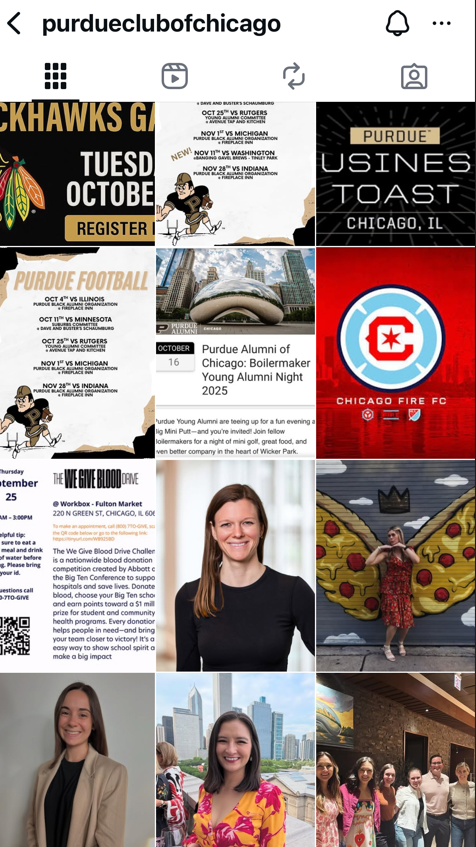 purdueclubofchicago
CKHAWKS GA
TUESD
OCTOBE
REGISTER
@ DAVE AND BUSTER'S SCHAUMBURG
OCT 25TH VS RUTGERS
YOUNG ALUMNI COMMITTEE
@ AVENUE TAP AND KITCHEN
NOV 1ST VS MICHIGAN
PURDUE BLACK ALUMNI ORGANIZATION
@ FIREPLACE INN
NEW!
NOV 11TH VS WASHINGTON
@BANGING GAVEL BREWS - TINLEY PARK
NOV 28TH VS INDIANA
PURDUE BLACK ALUMNI ORGANIZATION
@ FIREPLACE INN
PURDUE
USINES
TOAST
CHICAGO, IL
PURDUE FOOTBALL
OCT 4TH VS ILLINOIS
PURDUE BLACK ALUMNI ORGANIZATION
@ FIREPLACE INN
OCT 11TH VS MINNESOTA
SUBURBS COMMITTEE
@ DAVE AND BUSTER'S SCHAUMBURG
OCT 25TH VS RUTGERS
YOUNG ALUMNI COMMITTEE
@ AVENUE TAP AND KITCHEN
NOV 1ST VS MICHIGAN
PURDUE BLACK ALUMNI ORGANIZATION
@ FIREPLACE INN
NOV 28TH VS INDIANA
PURDUE BLACK ALUMNI ORGANIZATION
@ FIREPLACE INN
PURDUE
ALUMNI
CHICAGO
OCTOBER
16
Purdue Alumni of
Chicago: Boilermaker
Young Alumni Night
2025
Purdue Young Alumni are teeing up for a fun evening a
Big Mini Putt—and you're invited! Join fellow
Boilermakers for a night of mini golf, great food, and
even better company in the heart of Wicker Park.
C
CHICAGO FIRE FC
Thursday
ptember
25
AM – 3:00PM
elpful tip:
sure to eat a
meal and drink
of water before
ng. Please bring
your id.
uestions call
0-7TO-GIVE
THE WE GIVE BLOOD DRIVE
@ Workbox - Fulton Market
220 N GREEN ST, CHICAGO, IL 606
To make an appointment, call (800) 7TO-GIVE, sc
the QR code below or go to the following link:
The We Give Blood Drive Challen
is a nationwide blood donation
competition created by Abbott c
the Big Ten Conference to suppo
hospitals and save lives. Donate
blood, choose your Big Ten schoo
and earn points toward a $1 mill
prize for student and community
health programs. Every donation
helps people in need—and bring
your team closer to victory! It's a
easy way to show school spirit a
make a big impact